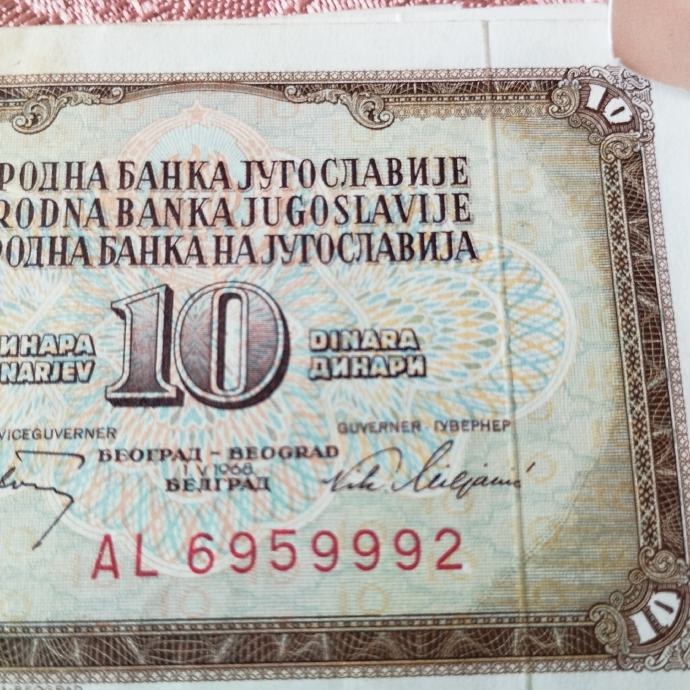 10
РОДНА БАНКА ЈУГОСЛАВИЈЕ
RODNA BANKA JUGOSLAVIJE
РОДНА БАНКА НА ЈУГОСЛАВИЈА
10
ИНАРА
NARJEV
DINARA
ДИНАРИ
VICEGUVERNER
GUVERNER - ГУВЕРНЕР
БЕОГРАД - BEOGRAD
1 V 1968
БЕЛГРАД
AL 6959992
10